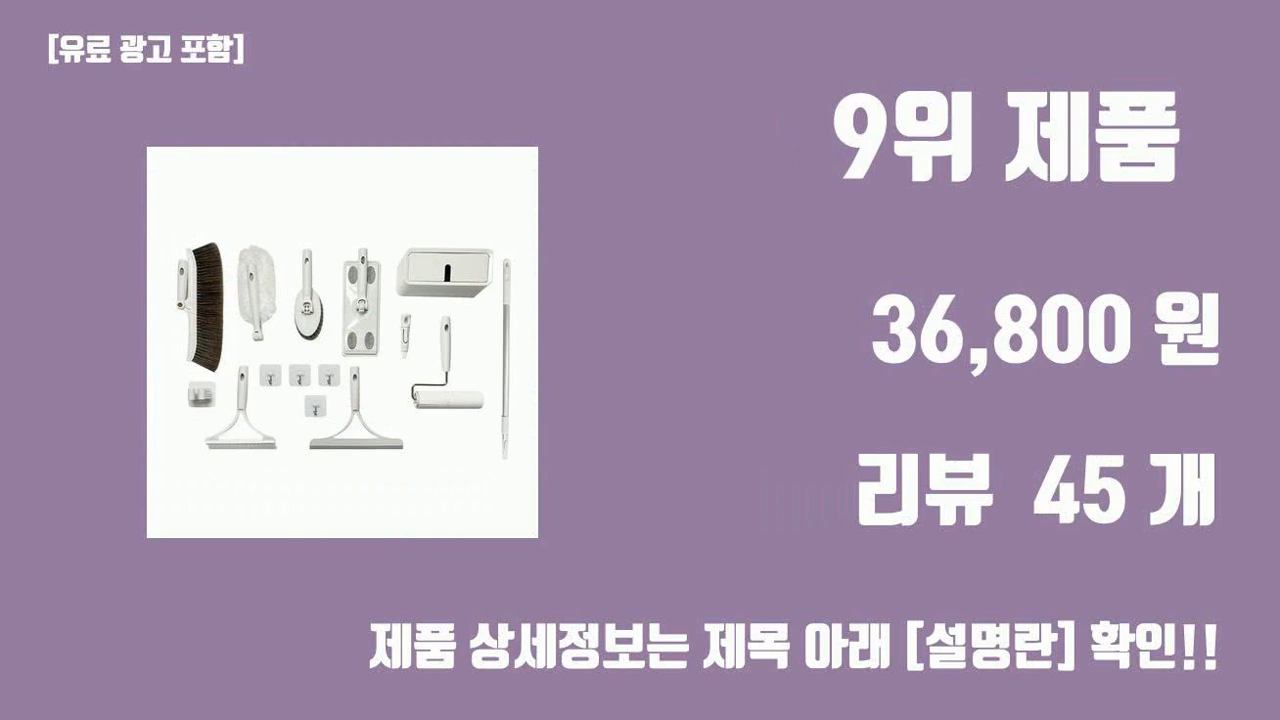 [유료 광고 포함]
9위 제품
36,800 원
리뷰 45 개
제품 상세정보는 제목 아래 [설명란] 확인!!